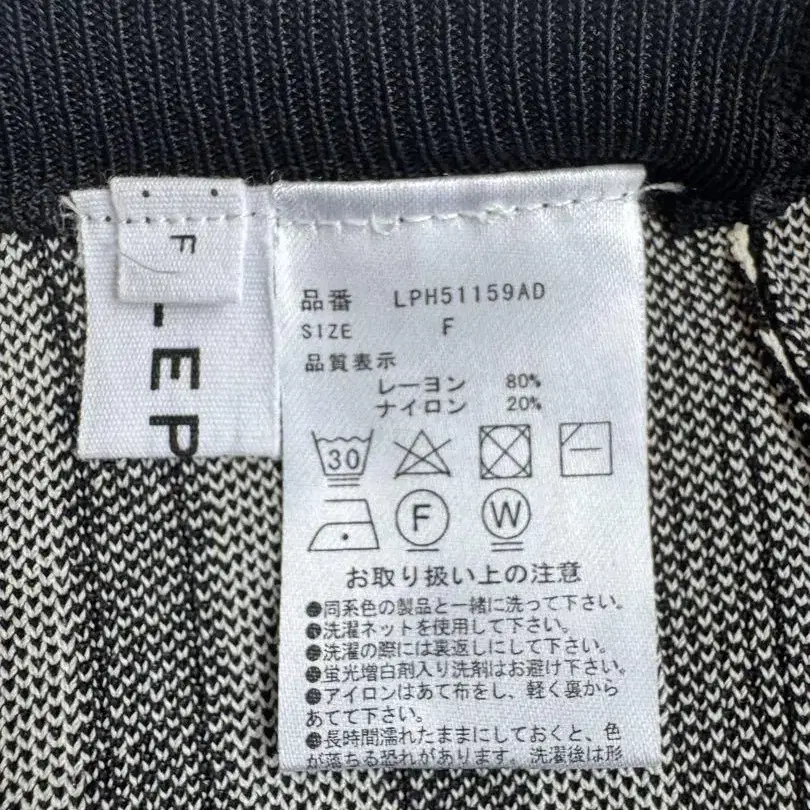 F
LEP
品番 LPH51159AD
SIZE F
品質表示
レーヨン 80%
ナイロン 20%
30
F W
お取り扱い上の注意
●同系色の製品と一緒に洗って下さい。
●洗濯ネットを使用して下さい。
●洗濯の際には裏返しにして下さい。
●蛍光増白剤入り洗剤はお避け下さい。
●アイロンはあて布をし、軽く裏から
あてて下さい。
●長時間濡れたままにしておくと、色
が落ちる恐れがあります。洗濯後は形